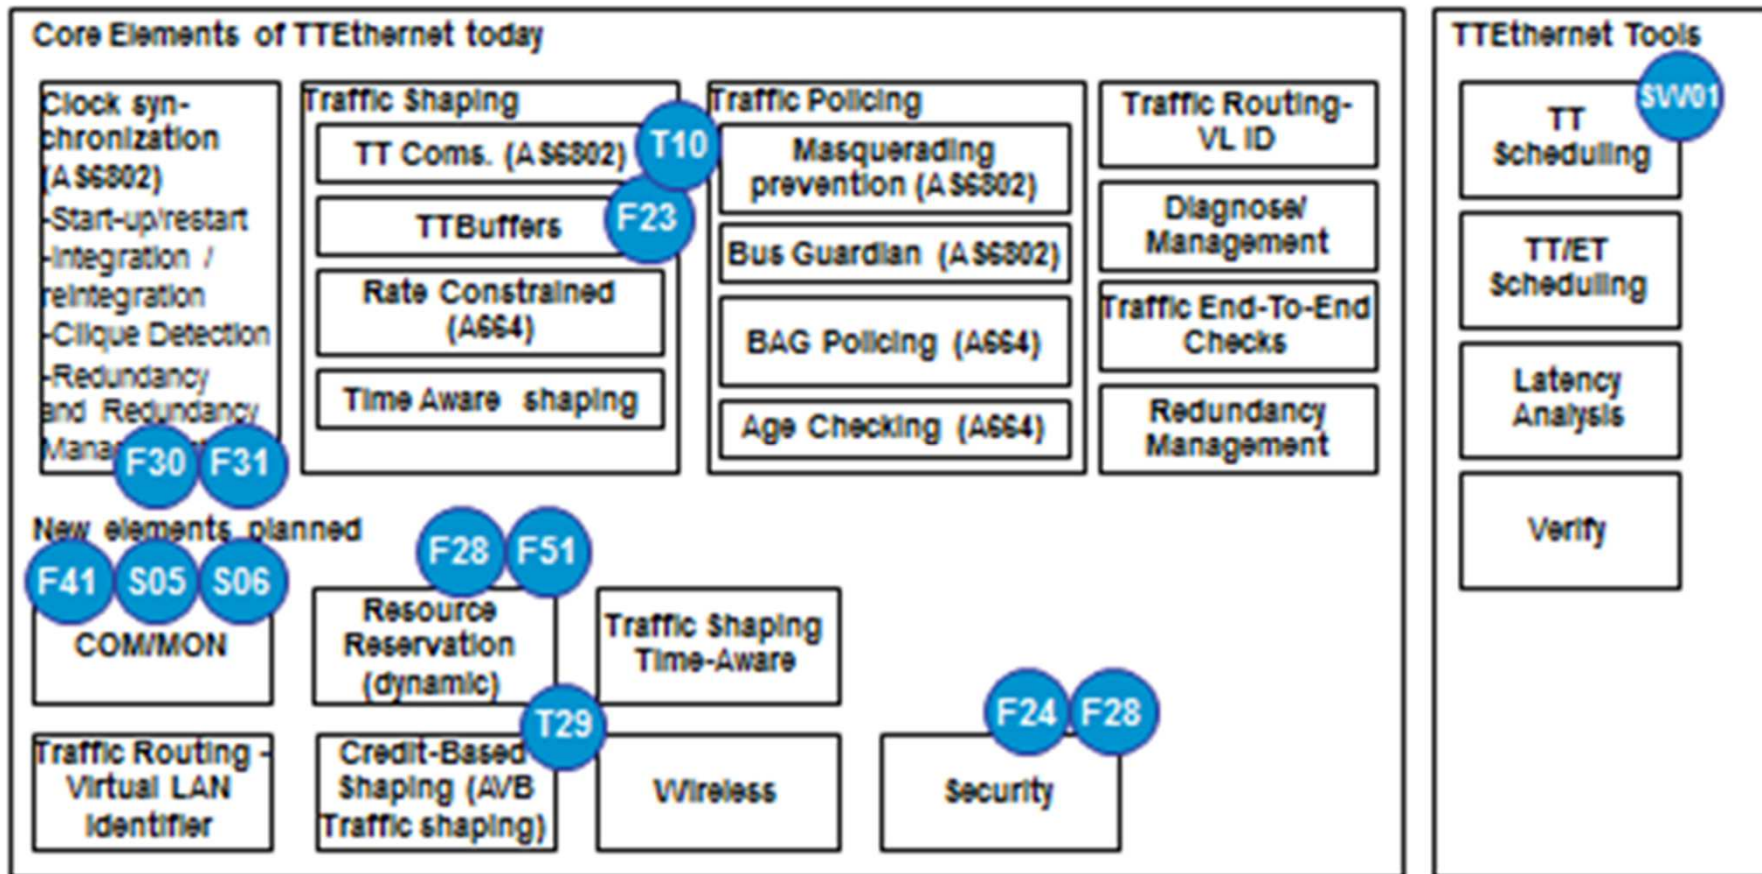 Core Elements of TTEthernet today
Clock syn-
chronization
(AS6802)
-Start-up/restart
-Integration /
reintegration
-Clique Detection
-Redundancy
and Redundancy
F30
F31
Traffic Shaping
TT Coms. (AS6802)
T10
TTBuffers
F23
Rate Constrained
(A664)
Time Aware shaping
Traffic Policing
Masquerading
prevention (AS6802)
Bus Guardian (AS6802)
BAG Policing (A664)
Age Checking (A664)
Traffic Routing-
VL ID
Diagnose/
Management
Traffic End-To-End
Checks
Redundancy
Management
New elements planned
F41
S05
S06
COM/MON
F28
F51
Resource
Reservation
(dynamic)
Traffic Shaping
Time-Aware
Traffic Routing -
Virtual LAN
Identifier
T29
Credit-Based
Shaping (AVB
Traffic shaping)
Wireless
F24
F28
Security
TTEthernet Tools
SVV01
TT
Scheduling
TT/ET
Scheduling
Latency
Analysis
Verify